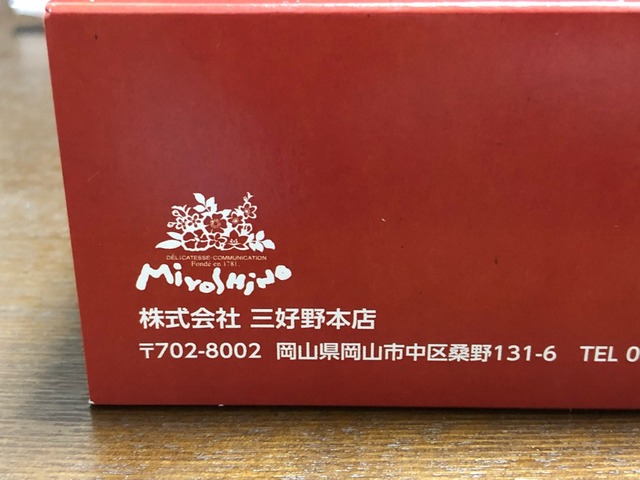 DÉLICATESSE·COMMUNICATION
Fondé en 1781.
MiyoSHiNo
株式会社 三好野本店
〒702-8002 岡山県岡山市中区桑野131-6 TEL 0